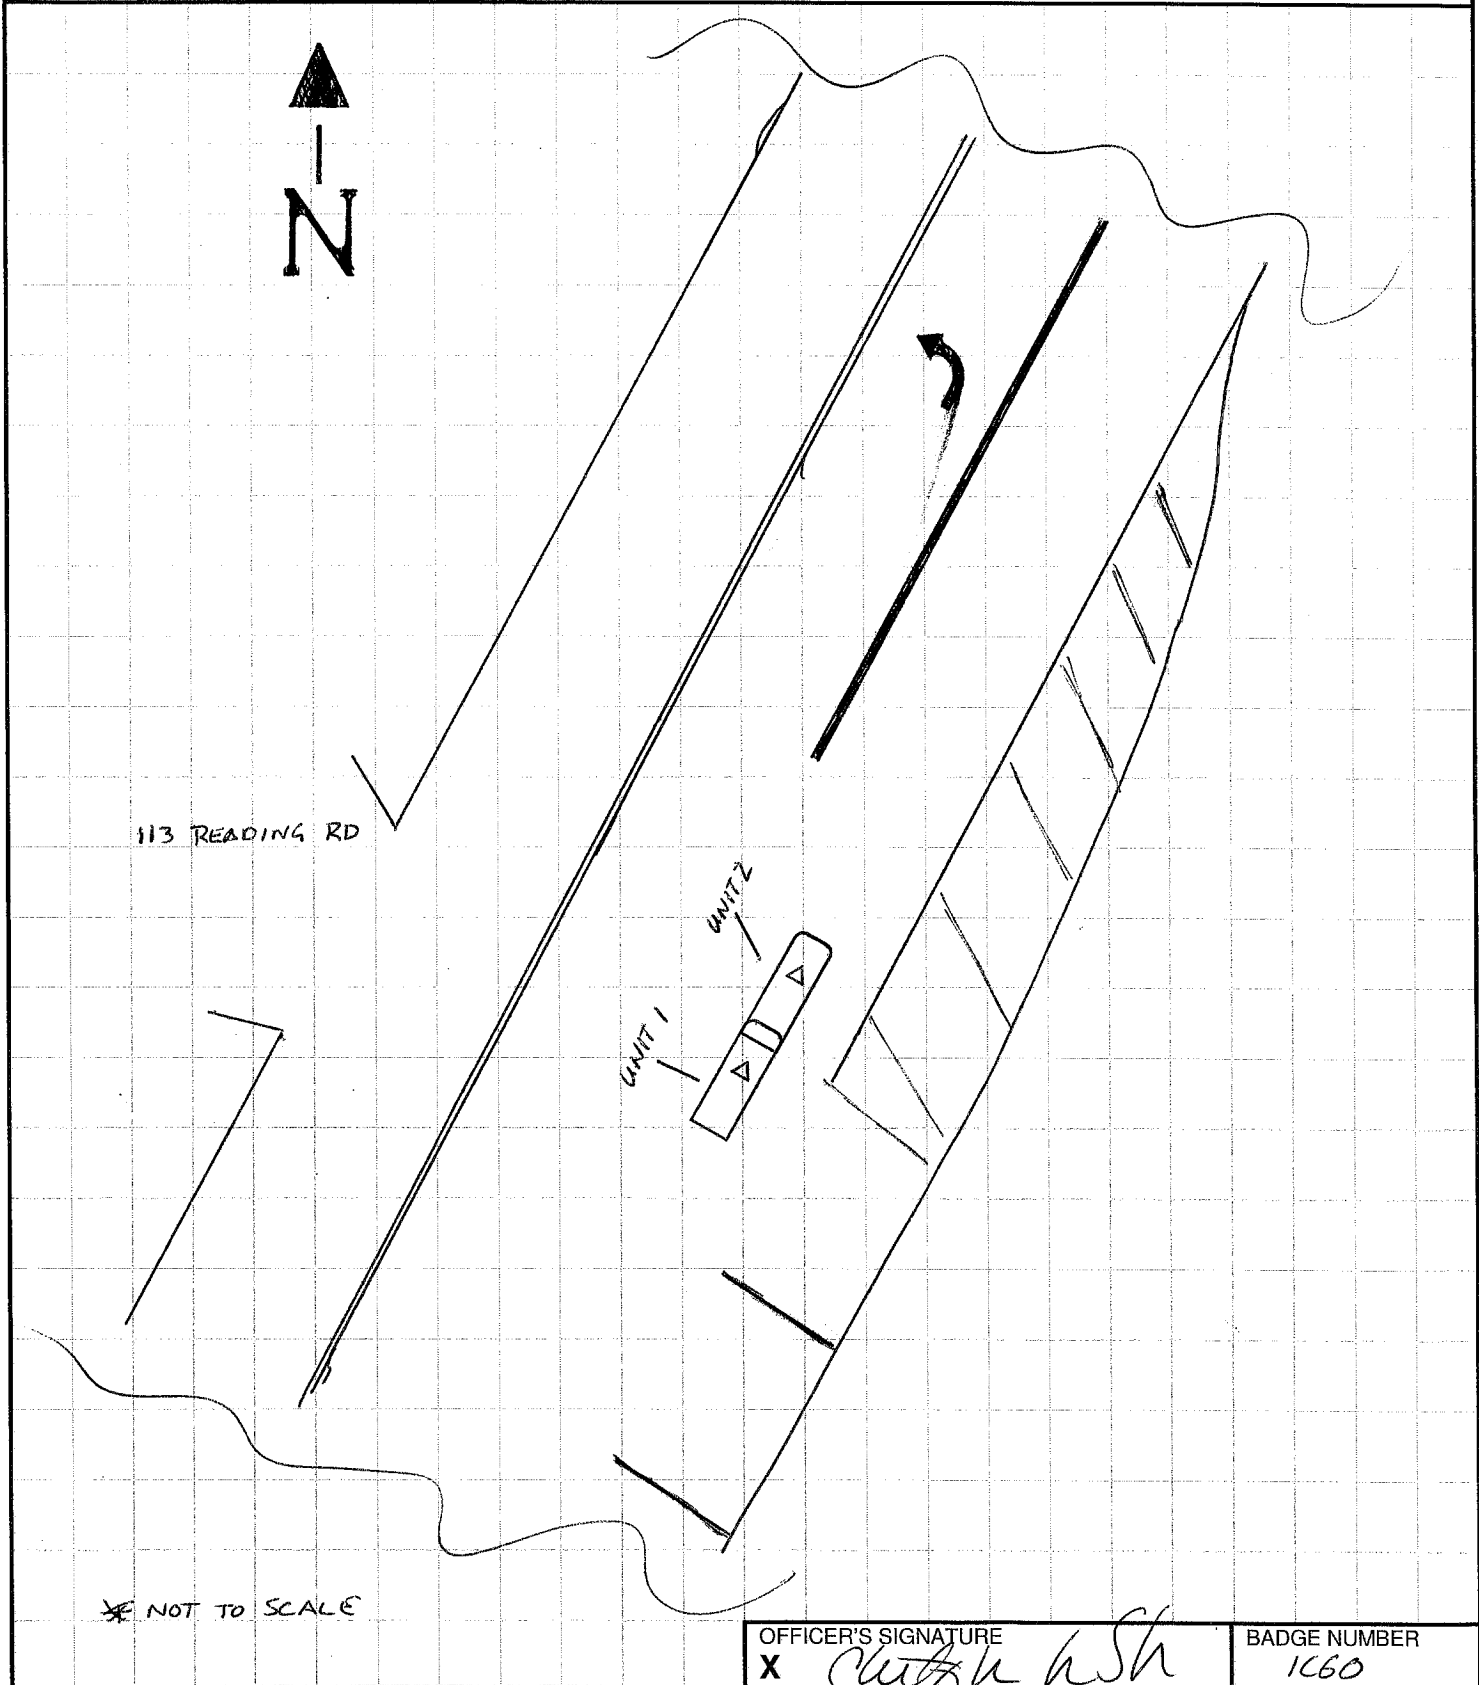 N
113 READING RD
UNIT 2
UNIT 1
* NOT TO SCALE
OFFICER'S SIGNATURE
X
BADGE NUMBER
1C60